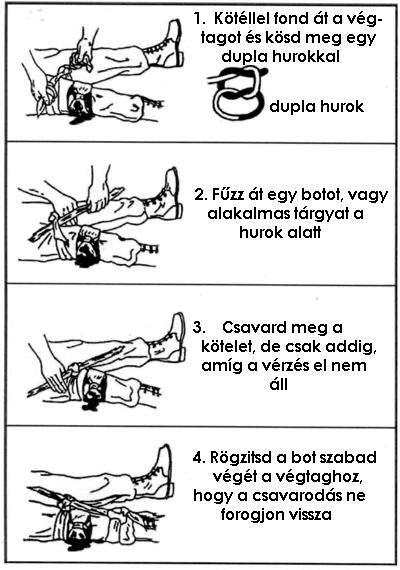 1. Kötéllel fond át a vég-
tagot és kösd meg egy
dupla hurokkal
dupla hurok
2. Fűzz át egy botot, vagy
alakalmas tárgyat a
hurok alatt
3. Csavard meg a
kötelet, de csak addig,
amíg a vérzés el nem
áll
4. Rögzitsd a bot szabad
végét a végtaghoz,
hogy a csavarodás ne
forogjon vissza